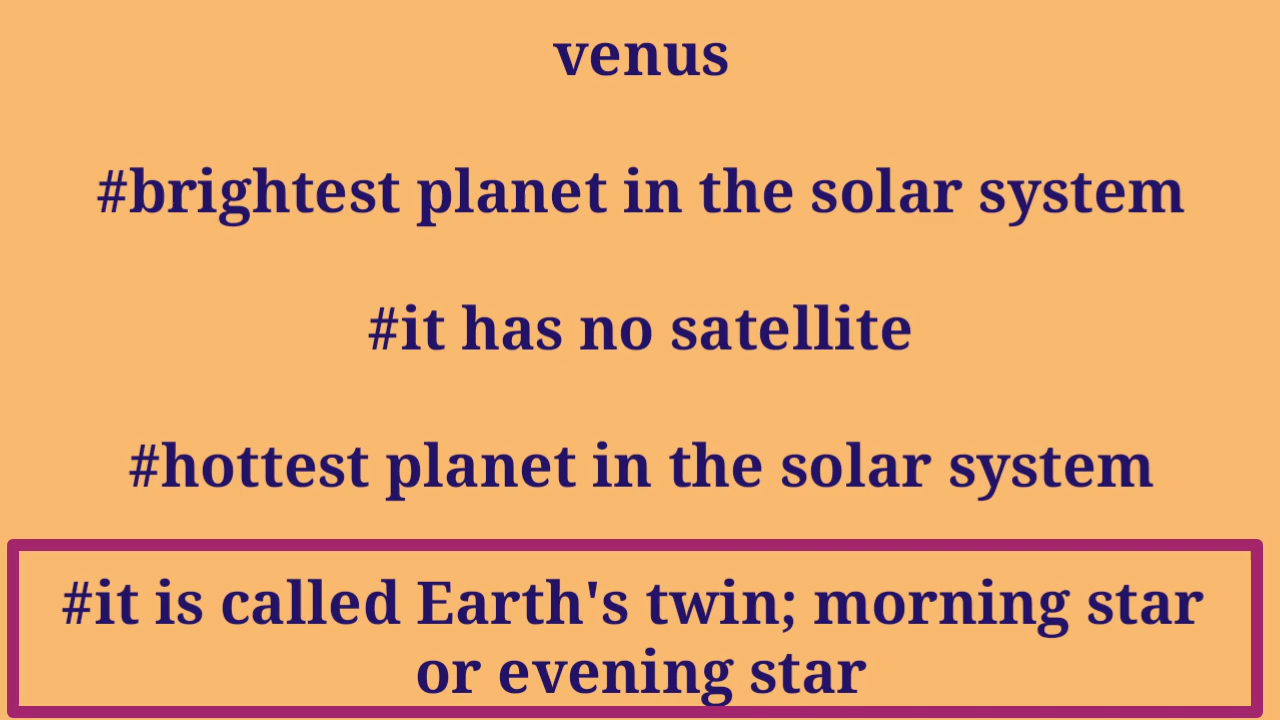 venus
#brightest planet in the solar system
#it has no satellite
#hottest planet in the solar system
#it is called Earth's twin; morning star
or evening star